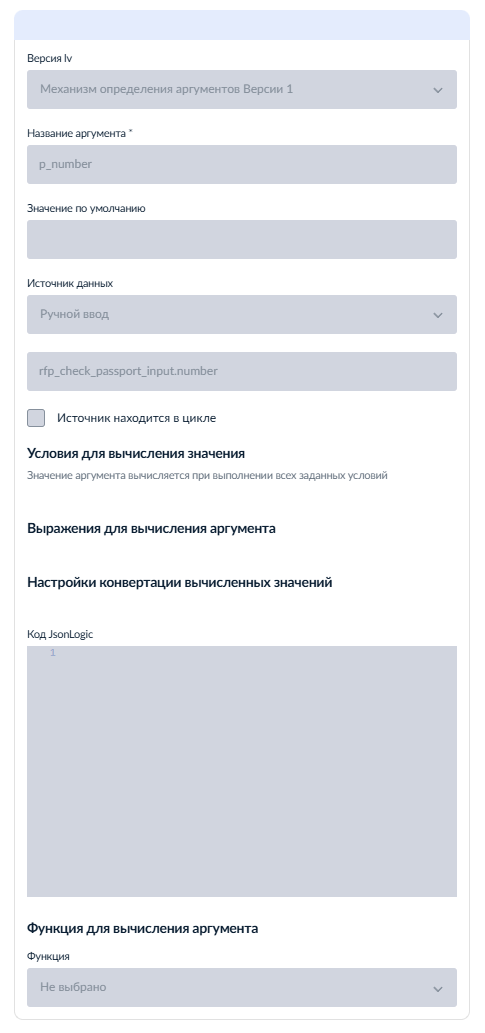 Версия lv
Механизм определения аргументов Версии 1
Название аргумента *
p_number
Значение по умолчанию
Источник данных
Ручной ввод
rfp_check_passport_input.number
Источник находится в цикле
Условия для вычисления значения
Значение аргумента вычисляется при выполнении всех заданных условий
Выражения для вычисления аргумента
Настройки конвертации вычисленных значений
Код JsonLogic
1
Функция для вычисления аргумента
Функция
Не выбрано